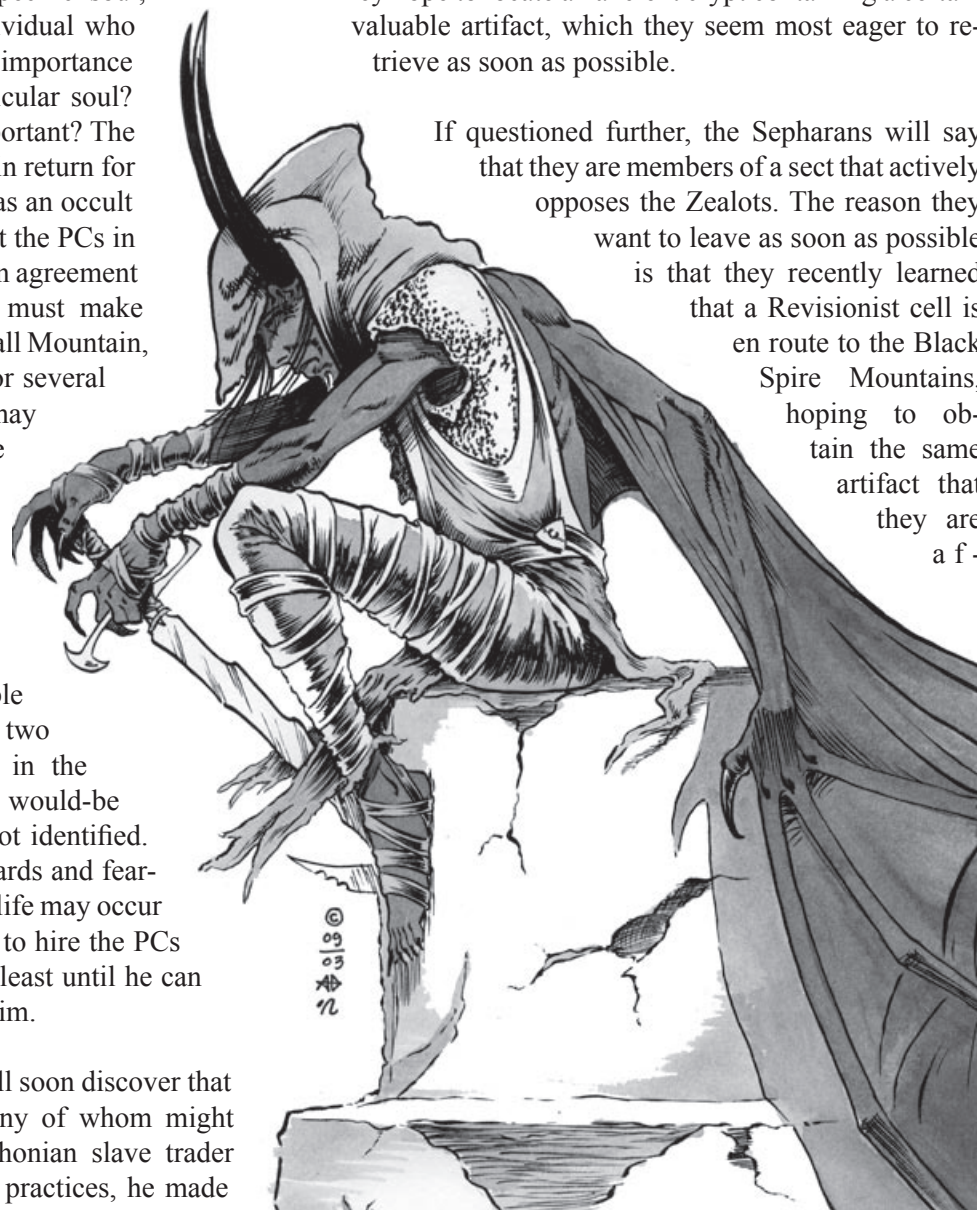 vidual who
importance
cular soul?
ortant? The
in return for
as an occult
t the PCs in
n agreement
must make
all Mountain,
or several
may
two
in the
would-be
ot identified.
ards and fear-
life may occur
to hire the PCs
least until he can
im.
ll soon discover that
ny of whom might
honian slave trader
practices, he made
valuable artifact, which they seem most eager to re-
trieve as soon as possible.
If questioned further, the Sepharans will say
that they are members of a sect that actively
opposes the Zealots. The reason they
want to leave as soon as possible
is that they recently learned
that a Revisionist cell is
en route to the Black
Spire Mountains,
hoping to ob-
tain the same
artifact that
they are
a f -
©
09
03